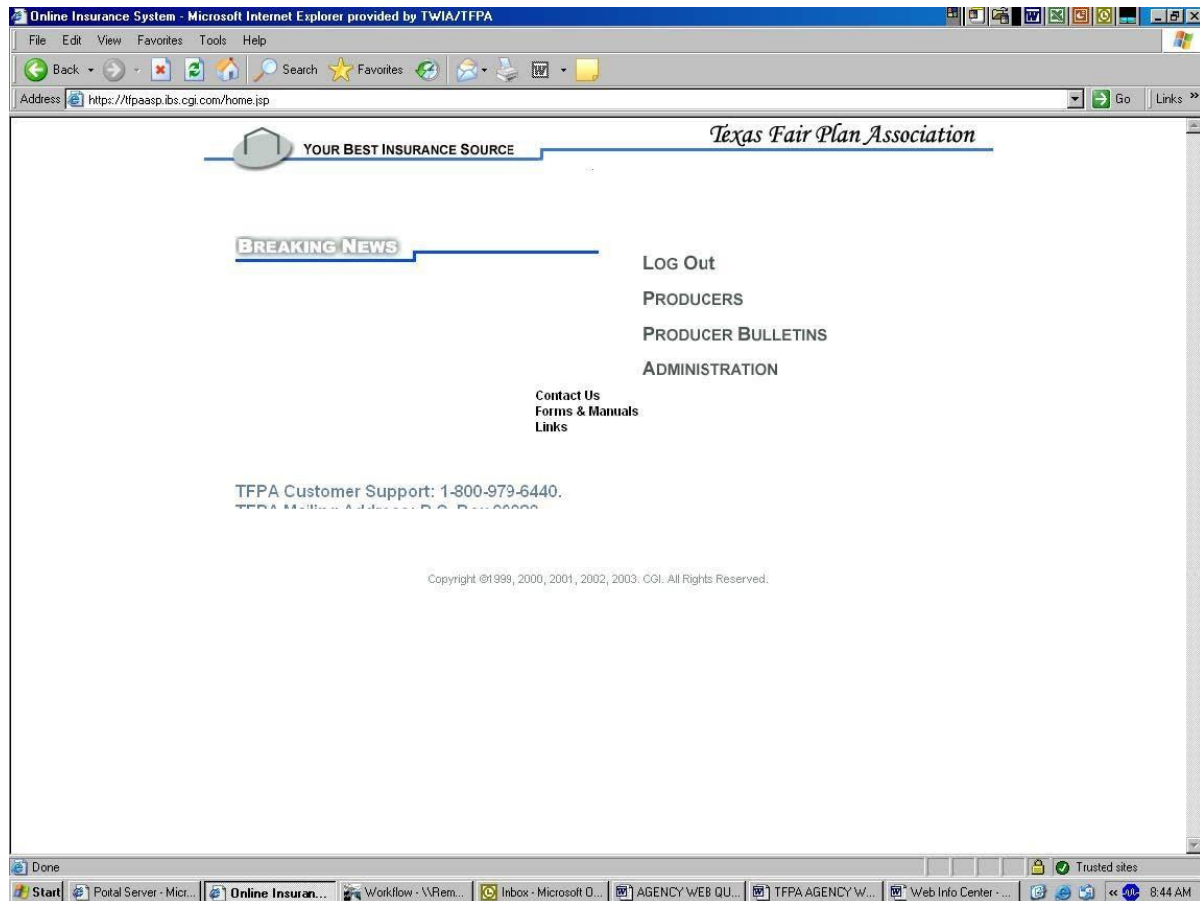 Online Insurance System - Microsoft Internet Explorer provided by TWIA/TFPA
File Edit View Favorites Tools Help
Back Search Favorites
Address https://tfpaasp.ibs.cgi.com/home.jsp Go Links »
YOUR BEST INSURANCE SOURCE
Texas Fair Plan Association
BREAKING NEWS
LOG Out
PRODUCERS
PRODUCER BULLETINS
ADMINISTRATION
Contact Us
Forms & Manuals
Links
TFPA Customer Support: 1-800-979-6440.
TFPA Mailing Address: P.O. Box
Copyright ©1999, 2000, 2001, 2002, 2003. CGI. All Rights Reserved.
Done Trusted sites
Start Portal Server - Micr... Online Insuran... Workflow - \\Rem... Inbox - Microsoft O... AGENCY WEB QU... TFPA AGENCY W... Web Info Center - ... « 8:44 AM